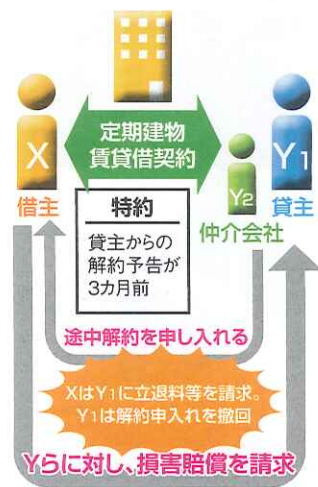 定期建物
賃貸借契約
X
借主
Y1
貸主
Y2
仲介会社
特約
貸主からの
解約予告が
3カ月前
途中解約を申し入れる
XはY1に立退料等を請求。
Y1は解約申入れを撤回
Yらに対し、損害賠償を請求